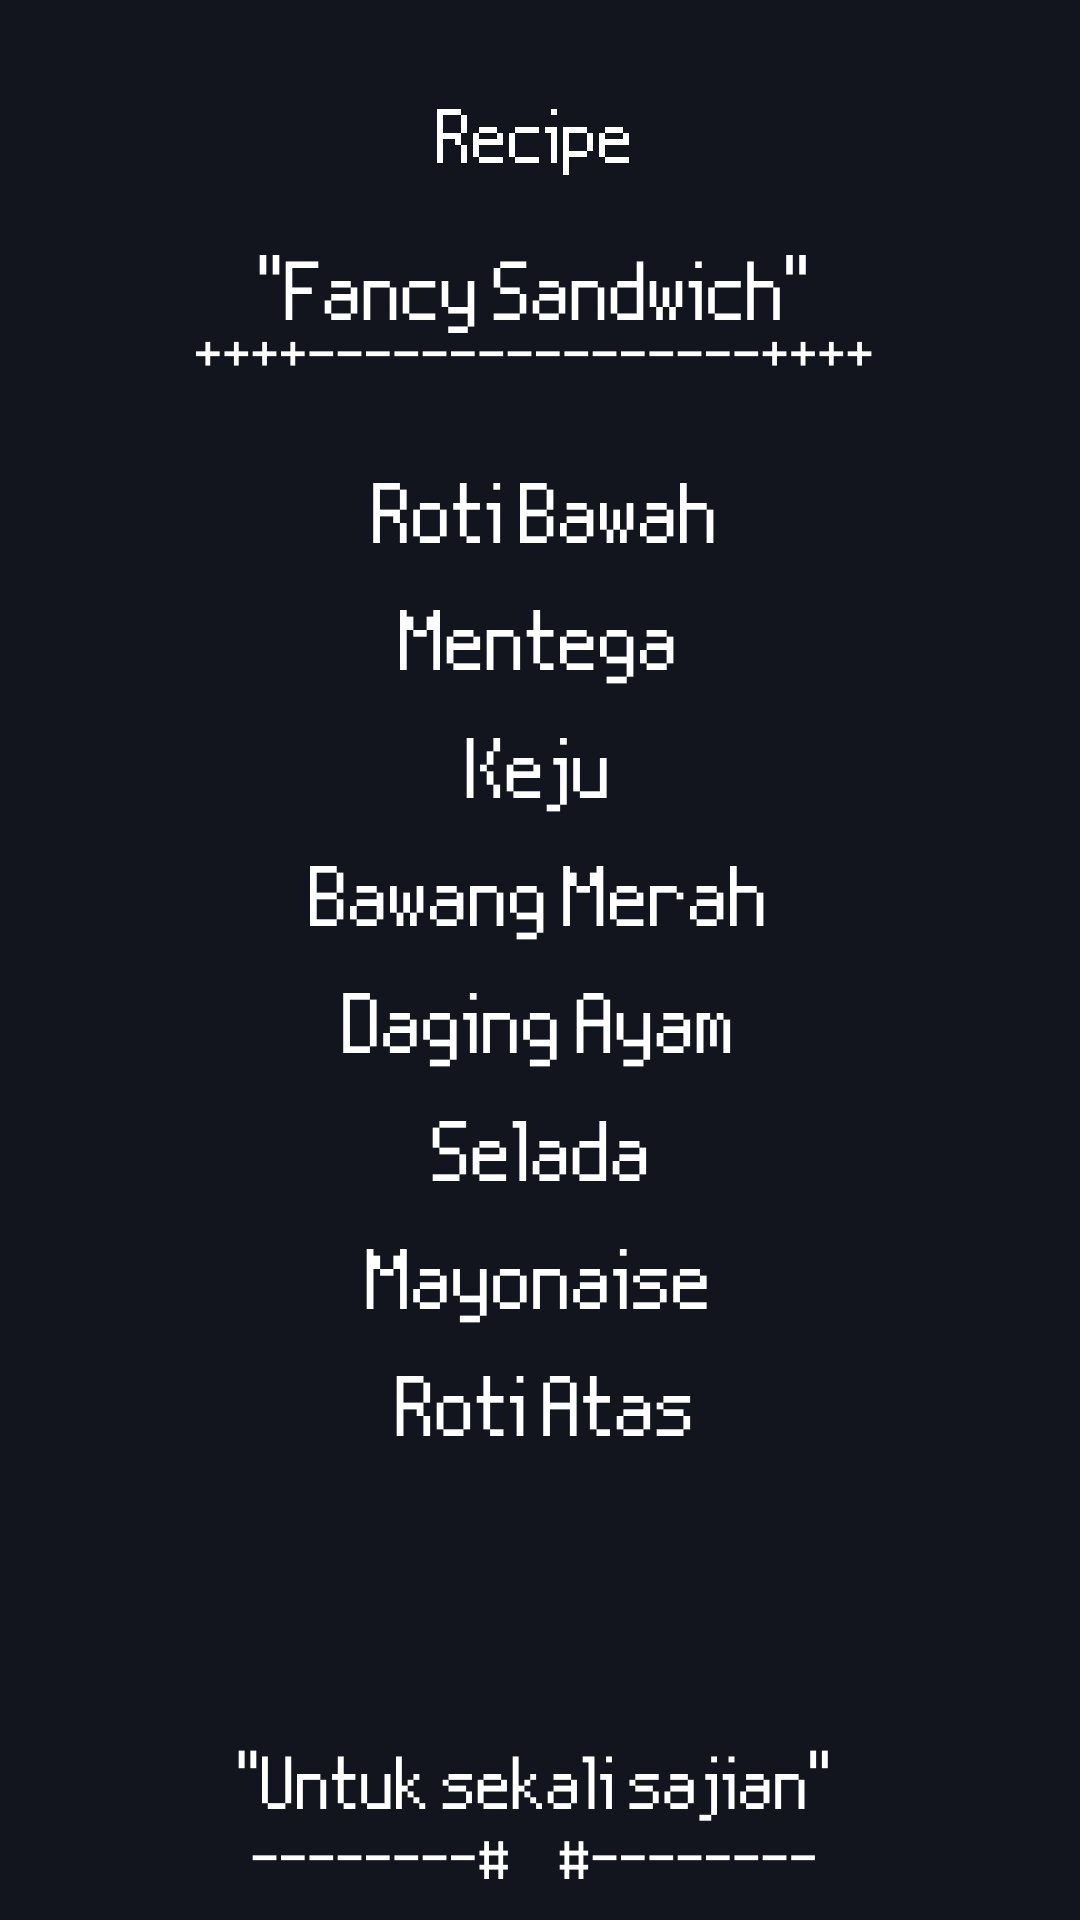 Recipe
"Fancy Sandwich"
++++----------------++++
Roti Bawah
Mentega
Keju
Bawang Merah
Daging Ayam
Selada
Mayonaise
Roti Atas
"Untuk sekali sajian"
--------#  #--------